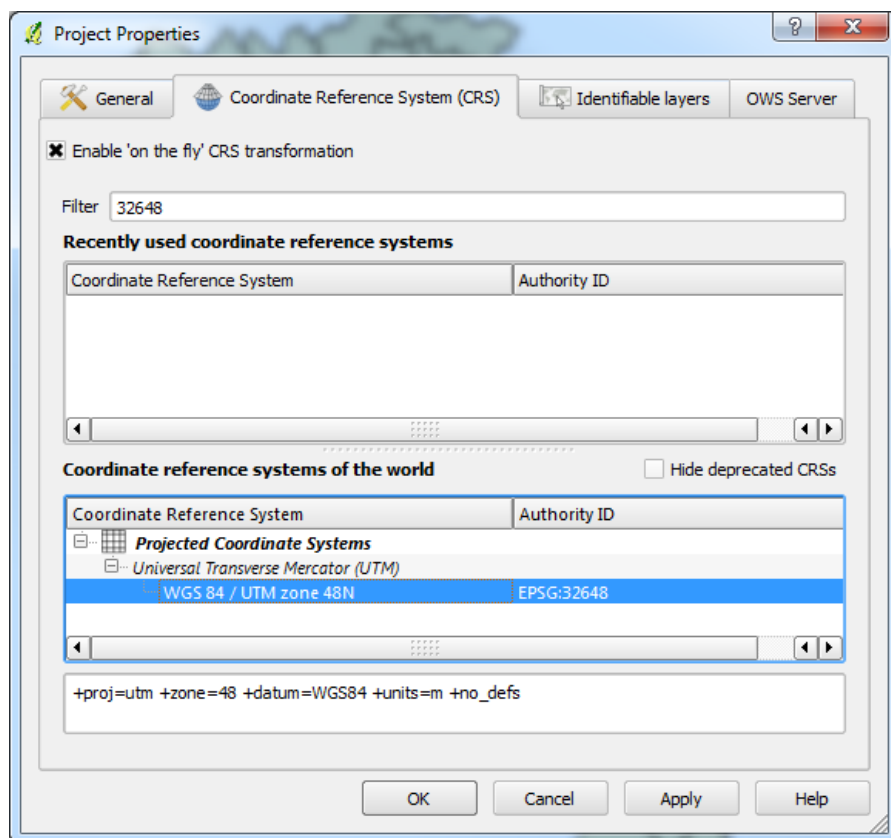 Project Properties
General
Coordinate Reference System (CRS)
Identifiable layers
OWS Server
Enable 'on the fly' CRS transformation
Filter 32648
Recently used coordinate reference systems
Coordinate Reference System Authority ID
Coordinate reference systems of the world Hide deprecated CRSs
Coordinate Reference System Authority ID
Projected Coordinate Systems
Universal Transverse Mercator (UTM)
WGS 84 / UTM zone 48N EPSG:32648
+proj=utm +zone=48 +datum=WGS84 +units=m +no_defs
OK Cancel Apply Help